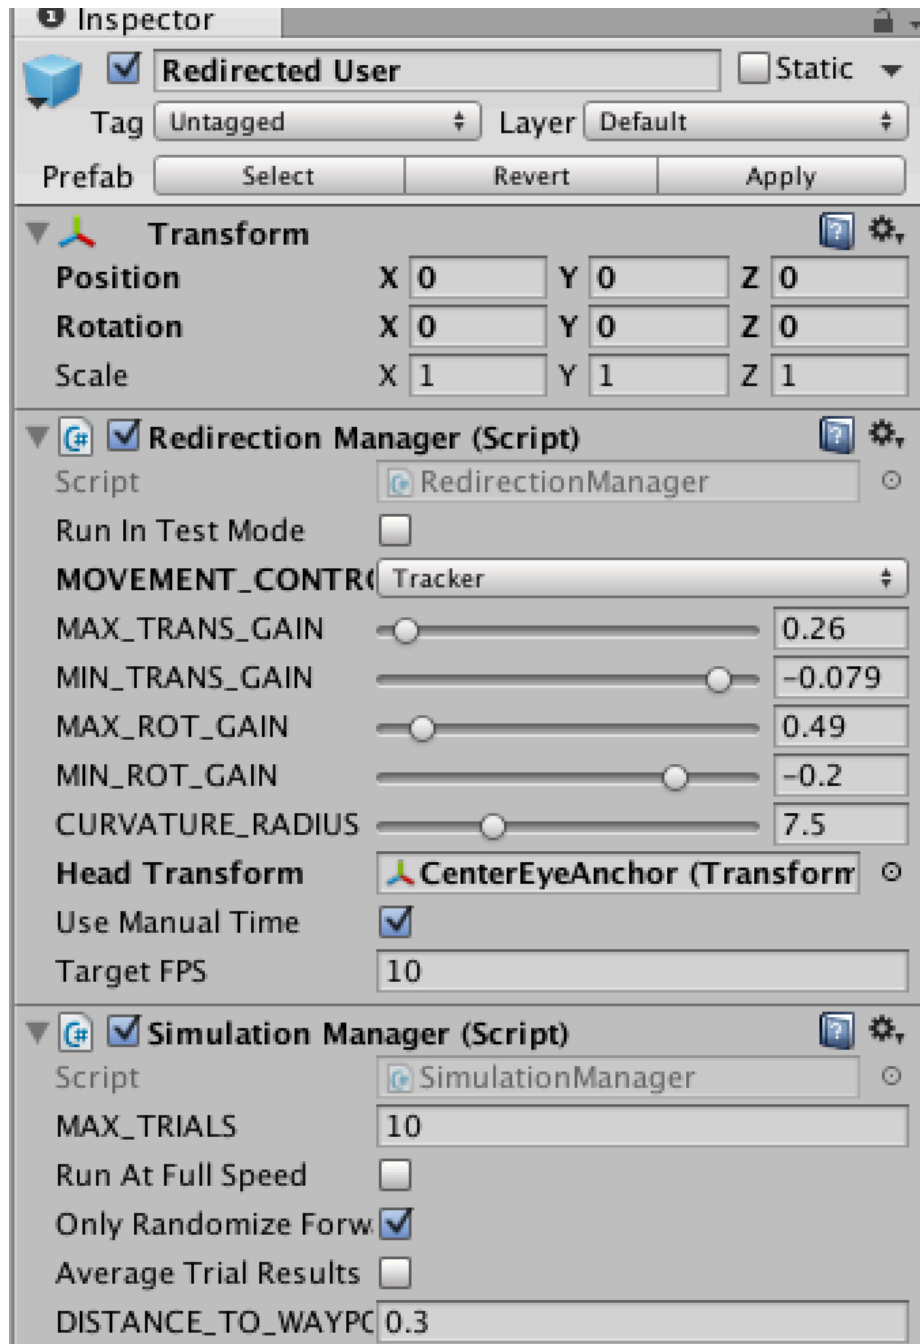 Inspector
Redirected User Static
Tag Untagged Layer Default
Prefab Select Revert Apply
Transform
Position X 0 Y 0 Z 0
Rotation X 0 Y 0 Z 0
Scale X 1 Y 1 Z 1
C# Redirection Manager (Script)
Script RedirectionManager
Run In Test Mode
MOVEMENT_CONTR Tracker
MAX_TRANS_GAIN 0.26
MIN_TRANS_GAIN -0.079
MAX_ROT_GAIN 0.49
MIN_ROT_GAIN -0.2
CURVATURE_RADIUS 7.5
Head Transform CenterEyeAnchor (Transform
Use Manual Time
Target FPS 10
C# Simulation Manager (Script)
Script SimulationManager
MAX_TRIALS 10
Run At Full Speed
Only Randomize Forw
Average Trial Results
DISTANCE_TO_WAYP 0.3